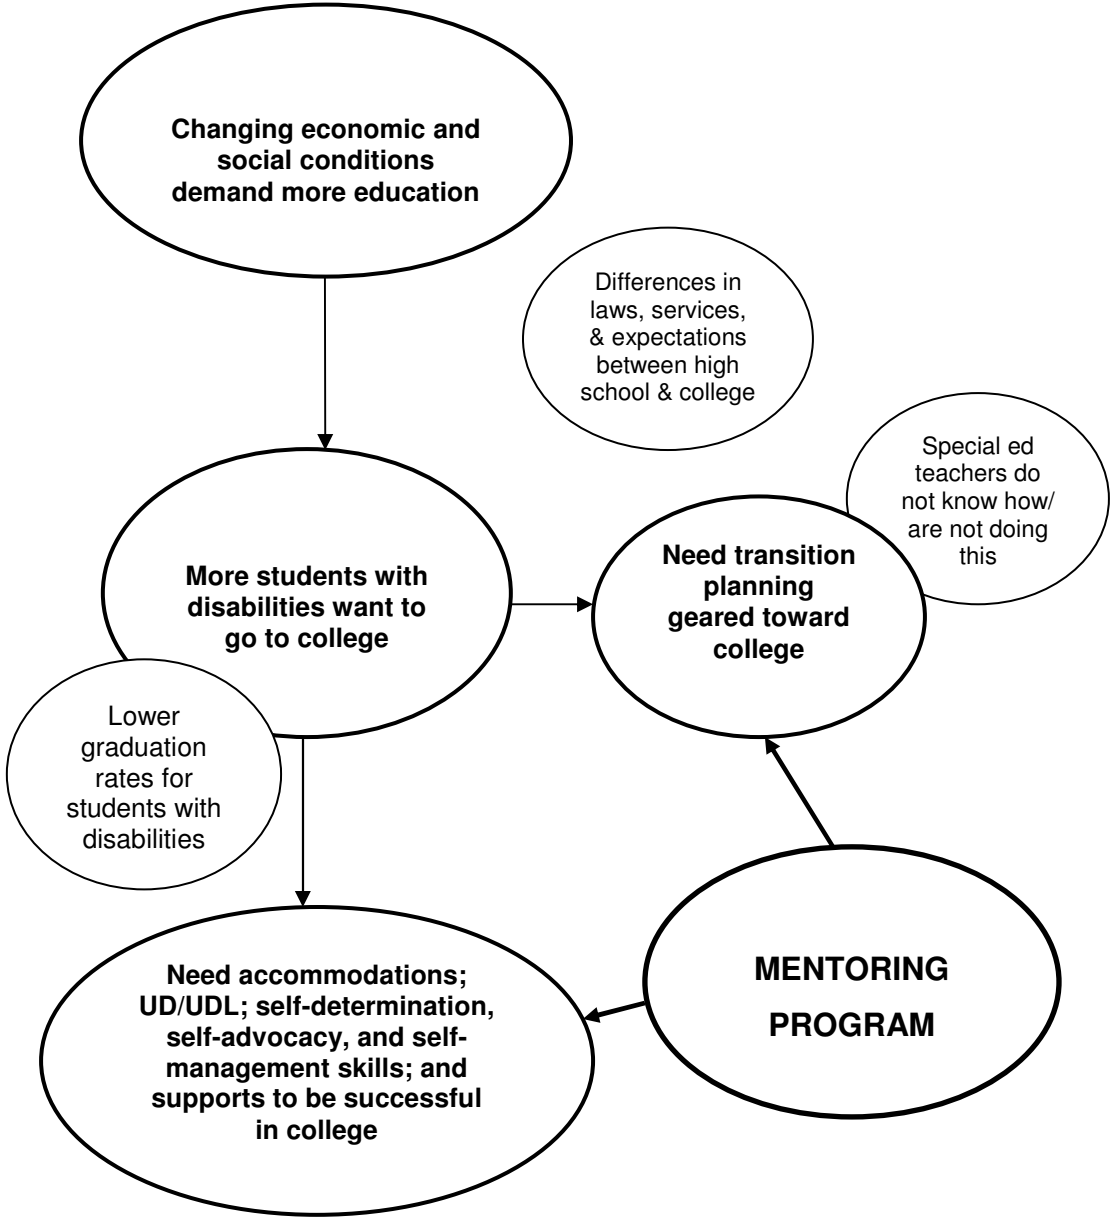 Changing economic and
social conditions
demand more education
Differences in
laws, services,
& expectations
between high
school & college
Special ed
teachers do
not know how/
are not doing
this
Need transition
planning
geared toward
college
More students with
disabilities want to
go to college
Lower
graduation
rates for
students with
disabilities
Need accommodations;
UD/UDL; self-determination,
self-advocacy, and self-
management skills; and
supports to be successful
in college
MENTORING
PROGRAM